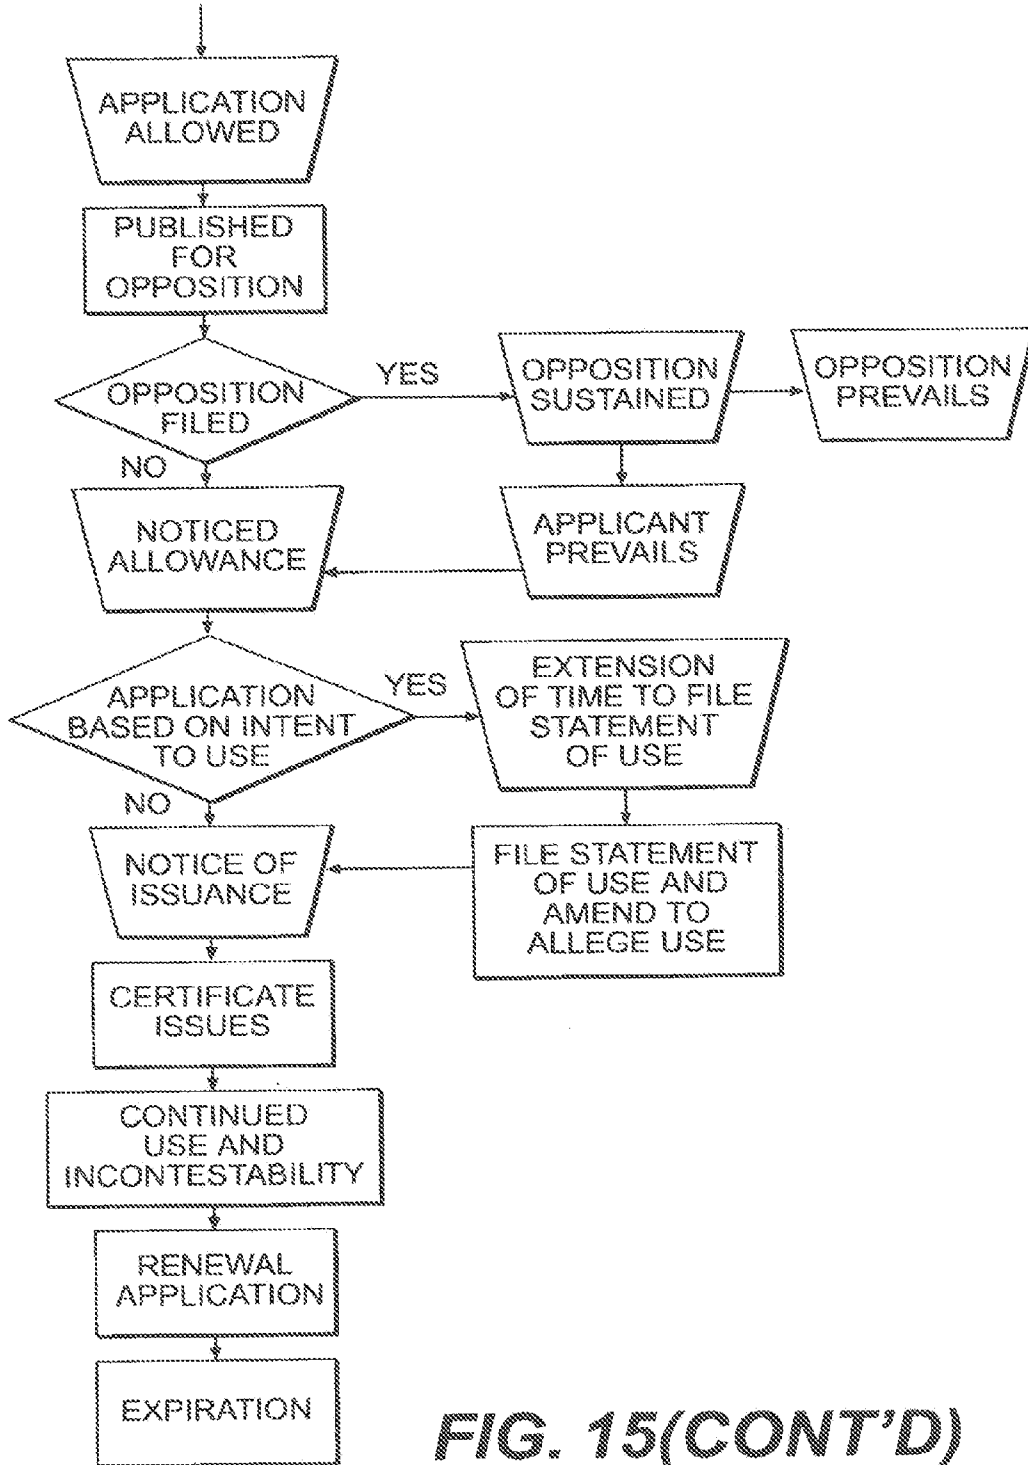 APPLICATION
ALLOWED
PUBLISHED
FOR
OPPOSITION
OPPOSITION
FILED
YES
OPPOSITION
SUSTAINED
OPPOSITION
PREVAILS
NO
NOTICED
ALLOWANCE
APPLICANT
PREVAILS
APPLICATION
BASED ON INTENT
TO USE
YES
EXTENSION
OF TIME TO FILE
STATEMENT
OF USE
NO
NOTICE OF
ISSUANCE
FILE STATEMENT
OF USE AND
AMEND TO
ALLEGE USE
CERTIFICATE
ISSUES
CONTINUED
USE AND
INCONTESTABILITY
RENEWAL
APPLICATION
EXPIRATION
FIG. 15(CONT'D)